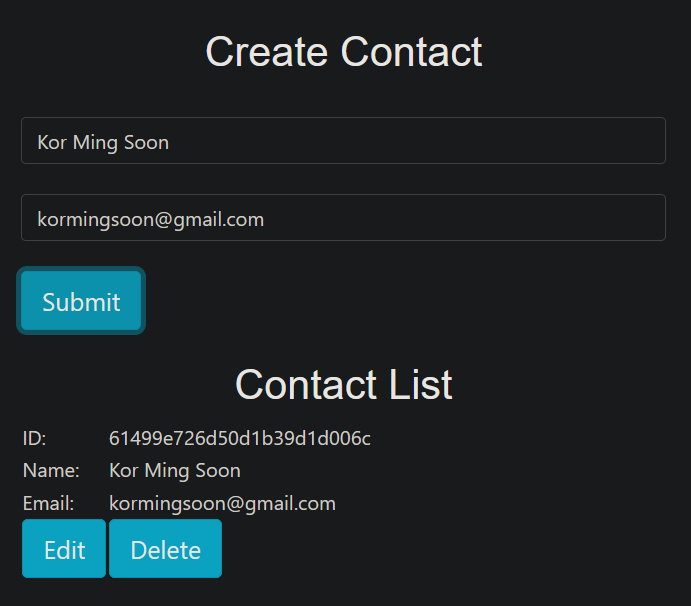 Create Contact
Kor Ming Soon
kormingsoon@gmail.com
Submit
Contact List
ID: 61499e726d50d1b39d1d006c
Name: Kor Ming Soon
Email: kormingsoon@gmail.com
Edit Delete